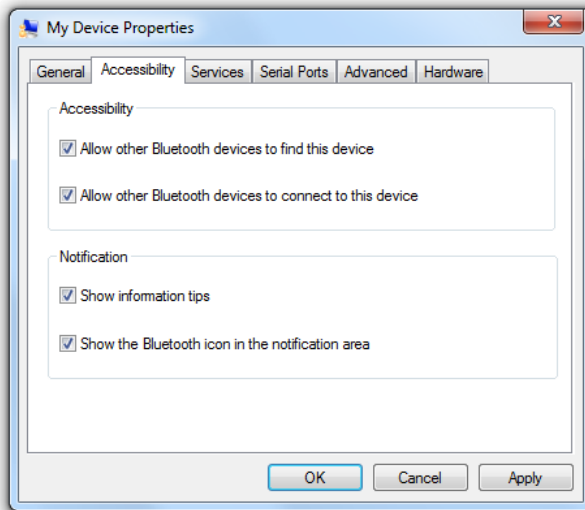 My Device Properties
General Accessibility Services Serial Ports Advanced Hardware
Accessibility
Allow other Bluetooth devices to find this device
Allow other Bluetooth devices to connect to this device
Notification
Show information tips
Show the Bluetooth icon in the notification area
OK Cancel Apply